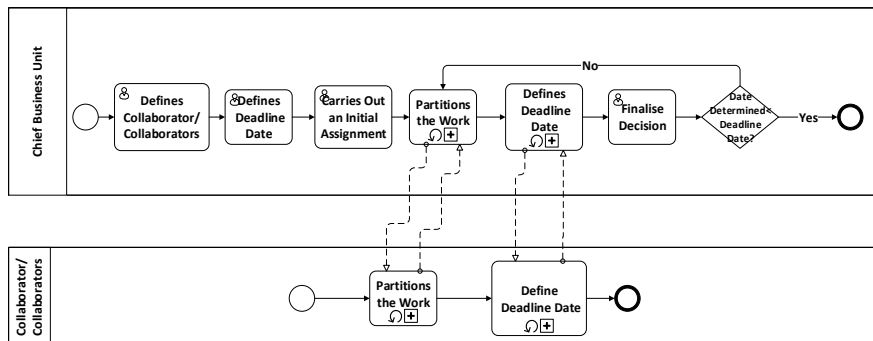 Chief Business Unit
Defines
Collaborator/
Collaborators
Defines
Deadline
Date
Carries Out
an Initial
Assignment
Partitions
the Work
Defines
Deadline
Date
Finalise
Decision
No
Date
Determined<
Deadline
Date?
Yes
Collaborator/
Collaborators
Partitions
the Work
Define
Deadline Date